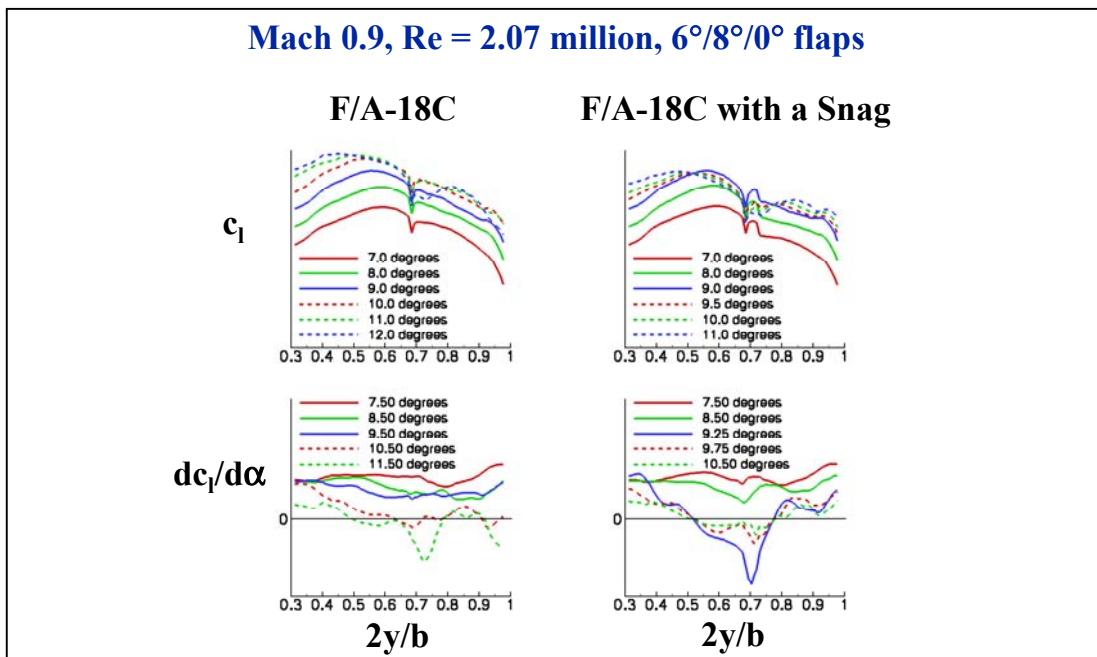 Mach 0.9, Re = 2.07 million, 6°/8°/0° flaps
F/A-18C
F/A-18C with a Snag
c_l
7.0 degrees
8.0 degrees
9.0 degrees
10.0 degrees
11.0 degrees
12.0 degrees
0.3 0.4 0.5 0.6 0.7 0.8 0.9 1
7.0 degrees
8.0 degrees
9.0 degrees
9.5 degrees
10.0 degrees
11.0 degrees
0.3 0.4 0.5 0.6 0.7 0.8 0.9 1
dc_l/dα
7.50 degrees
8.50 degrees
9.50 degrees
10.50 degrees
11.50 degrees
0
0.3 0.4 0.5 0.6 0.7 0.8 0.9 1
2y/b
7.50 degrees
8.50 degrees
9.25 degrees
9.75 degrees
10.50 degrees
0
0.3 0.4 0.5 0.6 0.7 0.8 0.9 1
2y/b